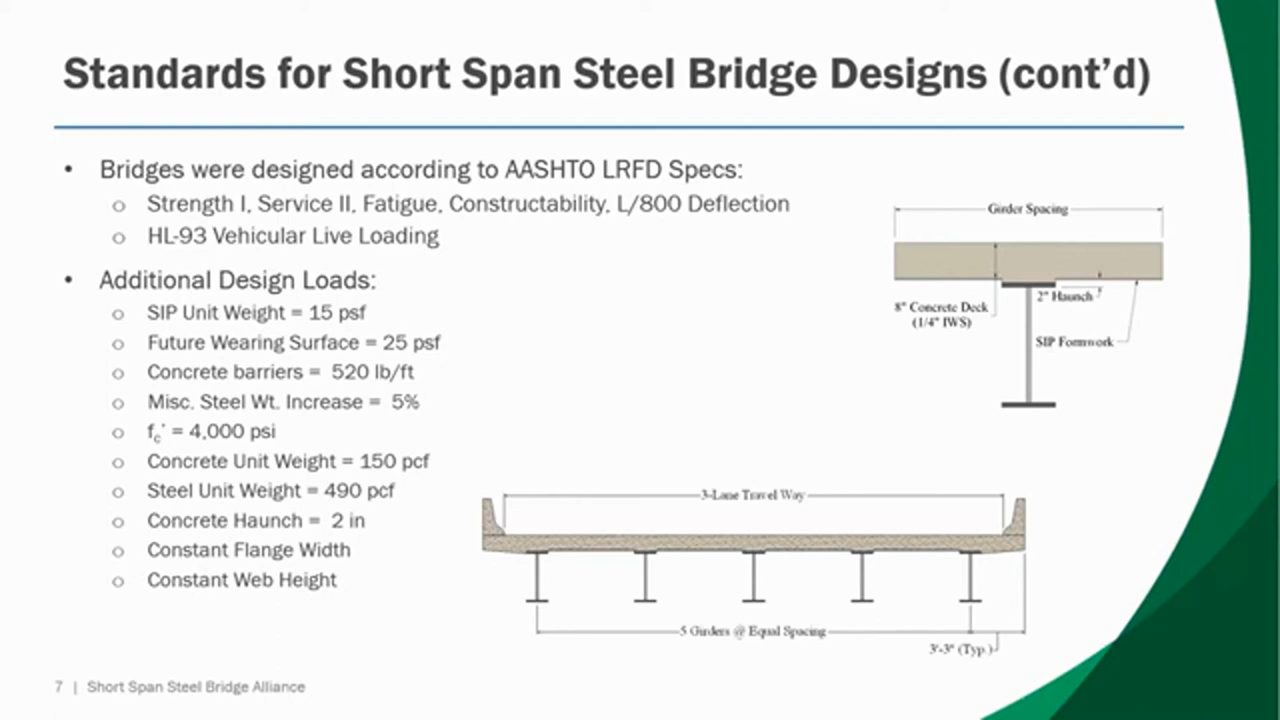 Standards for Short Span Steel Bridge Designs (cont’d)
• Bridges were designed according to AASHTO LRFD Specs:
o Strength I, Service II, Fatigue, Constructability, L/800 Deflection
o HL-93 Vehicular Live Loading
• Additional Design Loads:
o SIP Unit Weight = 15 psf
o Future Wearing Surface = 25 psf
o Concrete barriers = 520 lb/ft
o Misc. Steel Wt. Increase = 5%
o fc’ = 4,000 psi
o Concrete Unit Weight = 150 pcf
o Steel Unit Weight = 490 pcf
o Concrete Haunch = 2 in
o Constant Flange Width
o Constant Web Height
Girder Spacing
8" Concrete Deck
(1/4" IWS)
2" Haunch
SIP Formwork
3-Lane Travel Way
5 Girders @ Equal Spacing
3'-3" (Typ.)
7 | Short Span Steel Bridge Alliance